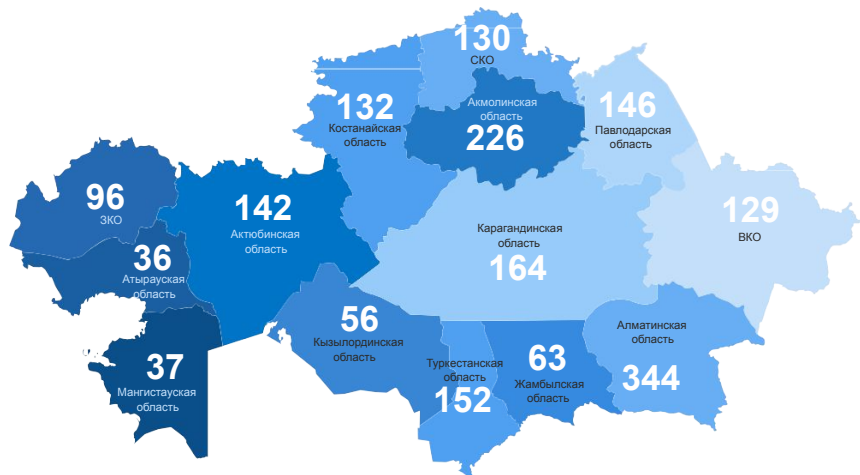 130
СКО
132
Костанайская
область
Акмолинская
область
226
146
Павлодарская
область
96
ЗКО
142
Актюбинская
область
129
ВКО
Карагандинская
область
164
36
Атырауская
область
56
Кызылординская
область
37
Мангистауская
область
Туркестанская
область
152
63
Жамбылская
область
Алматинская
область
344